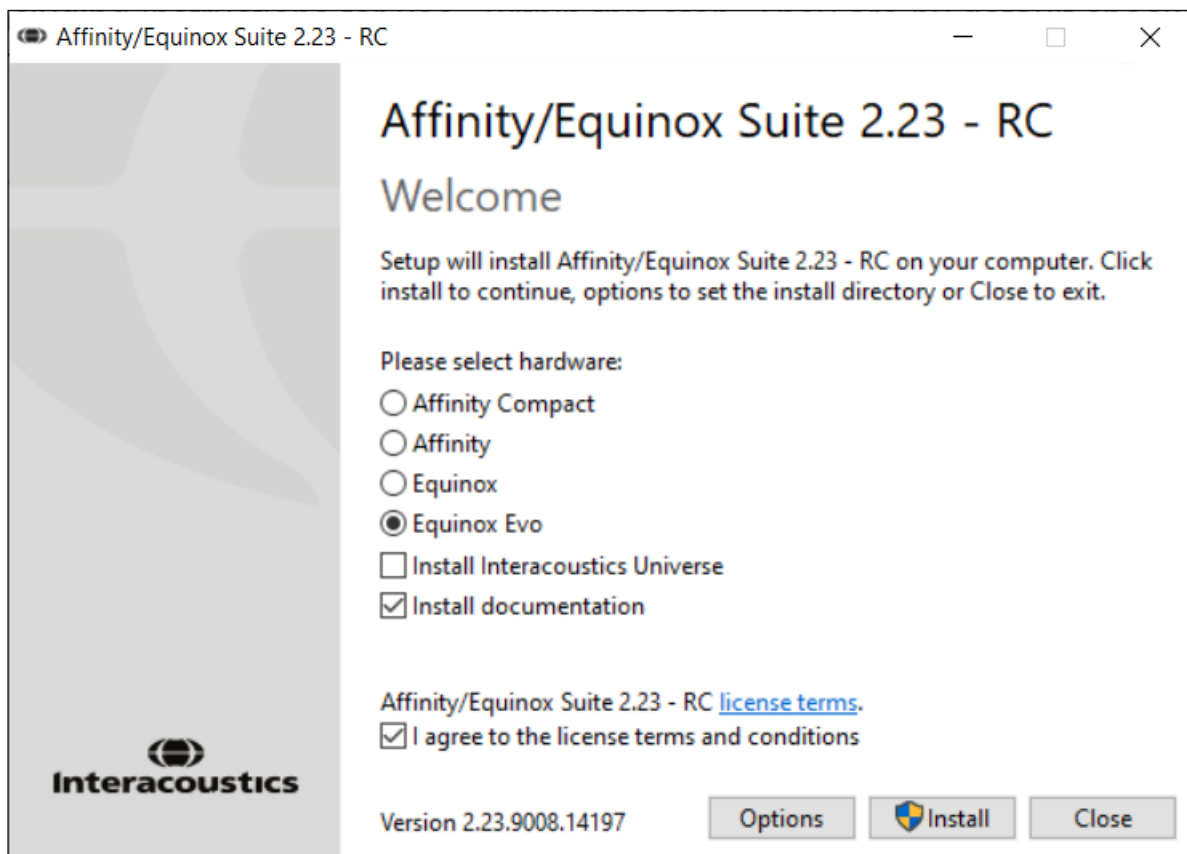 Affinity/Equinox Suite 2.23 - RC
Affinity/Equinox Suite 2.23 - RC
Welcome
Setup will install Affinity/Equinox Suite 2.23 - RC on your computer. Click
install to continue, options to set the install directory or Close to exit.
Please select hardware:
Affinity Compact
Affinity
Equinox
Equinox Evo
Install Interacoustics Universe
Install documentation
Affinity/Equinox Suite 2.23 - RC license terms.
I agree to the license terms and conditions
Interacoustics
Version 2.23.9008.14197
Options
Install
Close